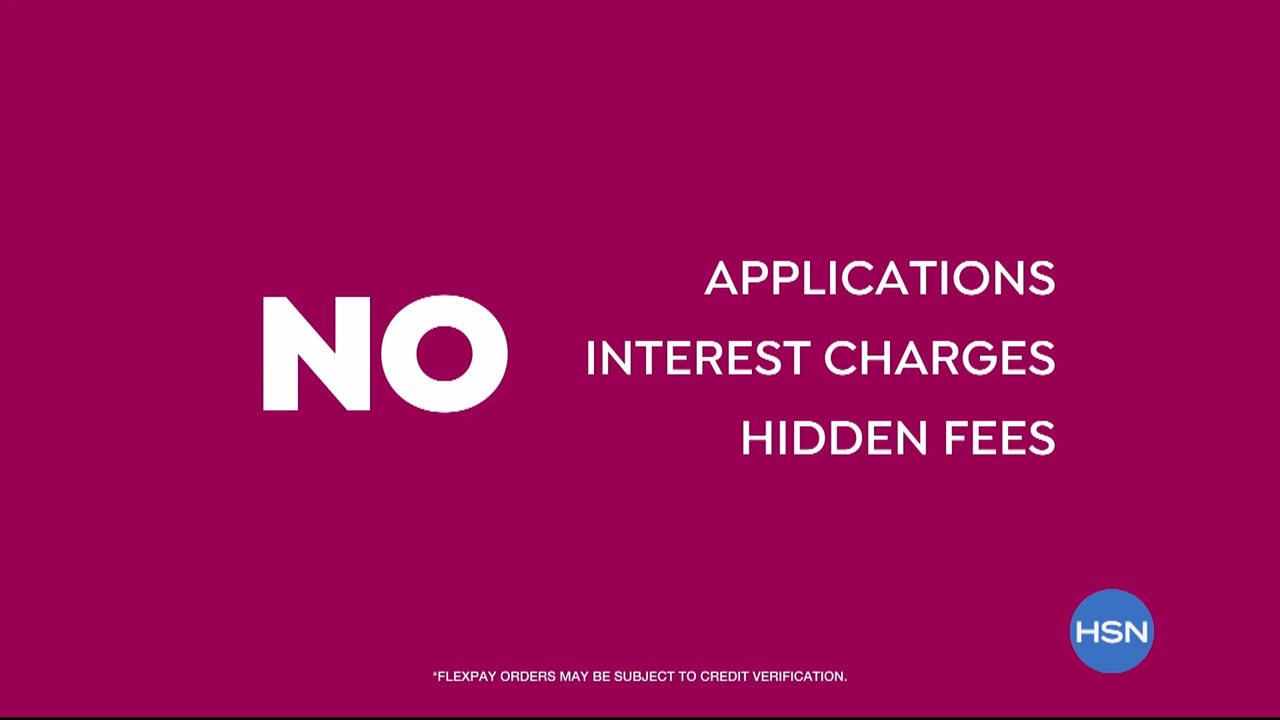 NO
APPLICATIONS
INTEREST CHARGES
HIDDEN FEES
HSN
*FLEXPAY ORDERS MAY BE SUBJECT TO CREDIT VERIFICATION.